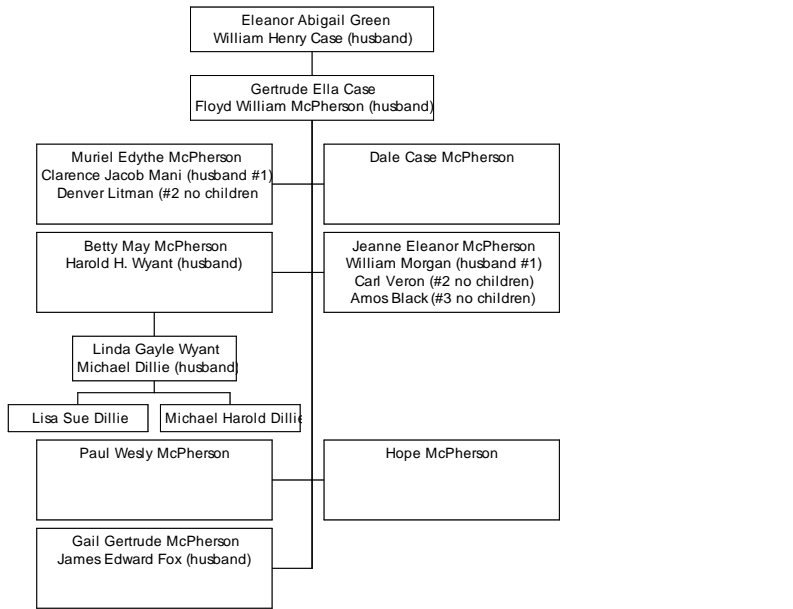 Eleanor Abigail Green
William Henry Case (husband)
Gertrude Ella Case
Floyd William McPherson (husband)
Muriel Edythe McPherson
Clarence Jacob Mani (husband #1)
Denver Litman (#2 no children
Dale Case McPherson
Betty May McPherson
Harold H. Wyant (husband)
Jeanne Eleanor McPherson
William Morgan (husband #1)
Carl Veron (#2 no children)
Amos Black (#3 no children)
Linda Gayle Wyant
Michael Dillie (husband)
Lisa Sue Dillie
Michael Harold Dillie
Paul Wesly McPherson
Hope McPherson
Gail Gertrude McPherson
James Edward Fox (husband)